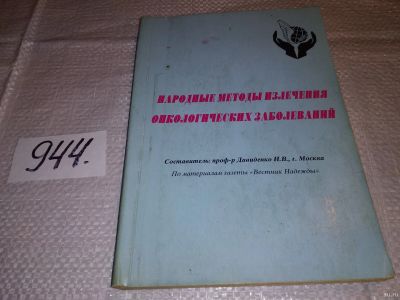 НАРОДНЫЕ МЕТОДЫ ИЗЛЕЧЕНИЯ
ОНКОЛОГИЧЕСКИХ ЗАБОЛЕВАНИЙ
Составитель: проф-р Давиденко И.В., г. Москва
По материалам газеты «Вестник Надежды»
944.